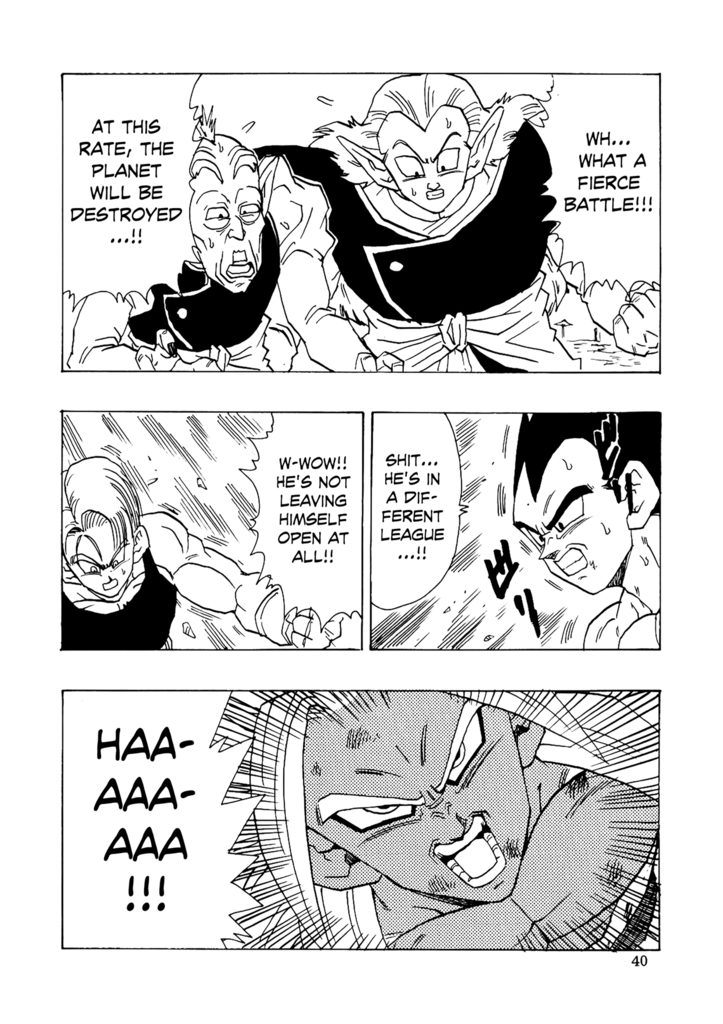 WH...
WHAT A
FIERCE
BATTLE!!!
AT THIS
RATE, THE
PLANET
WILL BE
DESTROYED
...!!
SHIT...
HE'S IN
A DIF-
FERENT
LEAGUE
...!!
W-WOW!!
HE'S NOT
LEAVING
HIMSELF
OPEN AT
ALL!!
HAA-
AAA-
AAA
!!!
40